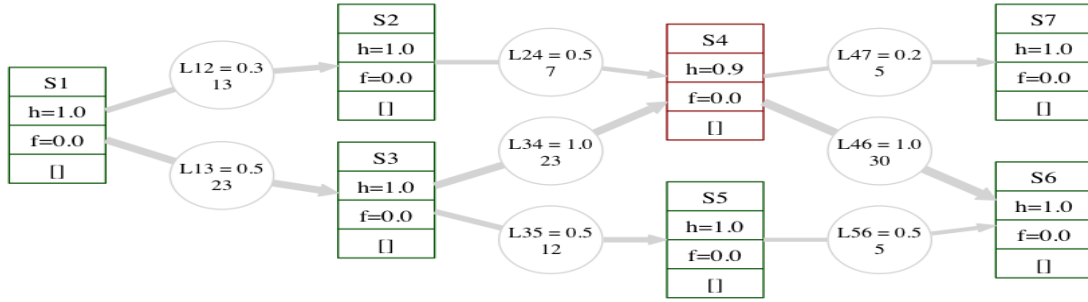 S1
h=1.0
f=0.0
[]
L12 = 0.3
13
L13 = 0.5
23
S2
h=1.0
f=0.0
[]
S3
h=1.0
f=0.0
[]
L24 = 0.5
7
L34 = 1.0
23
L35 = 0.5
12
S4
h=0.9
f=0.0
[]
S5
h=1.0
f=0.0
[]
L47 = 0.2
5
L46 = 1.0
30
L56 = 0.5
5
S7
h=1.0
f=0.0
[]
S6
h=1.0
f=0.0
[]